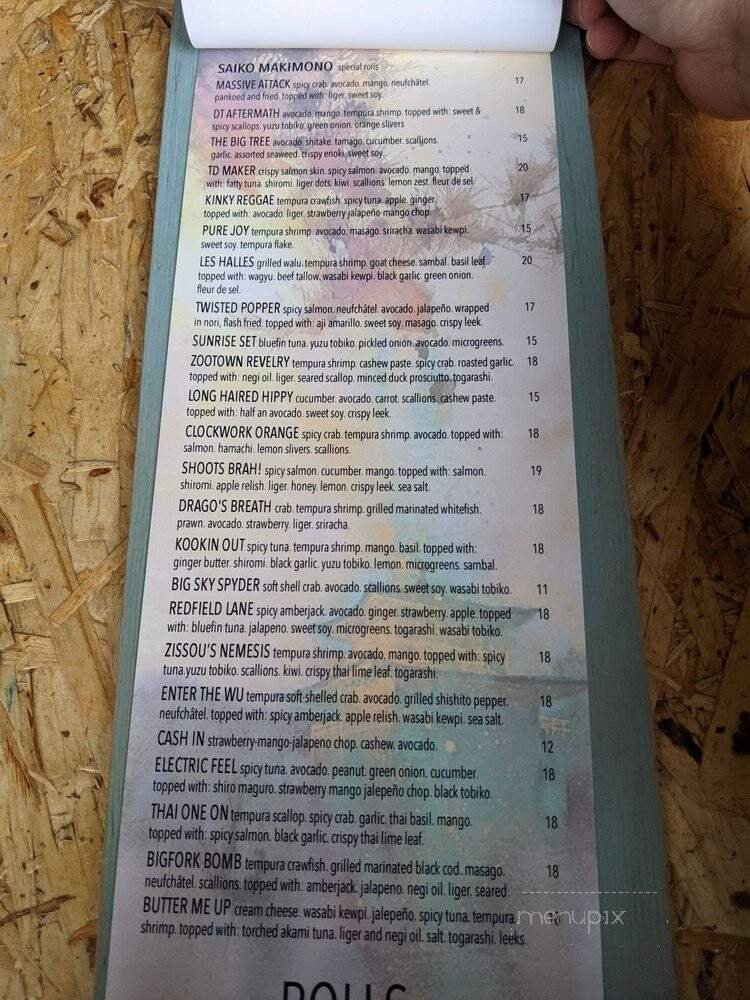 SAIKO MAKIMONO special rolls
MASSIVE ATTACK spicy crab. avocado. mango. neufchâtel. 17
pankoed and fried. topped with: liger. sweet soy.
DT AFTERMATH avocado. mango. tempura shrimp. topped with: sweet & 18
spicy scallops. yuzu tobiko. green onion. orange slivers
THE BIG TREE avocado. shitake. tamago. cucumber. scallions. 15
garlic. assorted seaweed. crispy enoki. sweet soy.
TD MAKER crispy salmon skin. spicy salmon. avocado. mango. topped 20
with: fatty tuna. shiromi. liger dots. kiwi. scallions. lemon zest. fleur de sel.
KINKY REGGAE tempura crawfish. spicy tuna. apple. ginger. 17
topped with: avocado. liger. strawberry-jalapeño-mango chop.
PURE JOY tempura shrimp. avocado. masago. sriracha. wasabi kewpi. 15
sweet soy. tempura flake.
LES HALLES grilled walu. tempura shrimp. goat cheese. sambal. basil leaf. 20
topped with: wagyu. beef tallow. wasabi kewpi. black garlic. green onion.
fleur de sel.
TWISTED POPPER spicy salmon. neufchâtel. avocado. jalapeño. wrapped 17
in nori, flash fried. topped with: aji amarillo. sweet soy. masago. crispy leek.
SUNRISE SET bluefin tuna. yuzu tobiko. pickled onion. avocado. microgreens. 15
ZOOTOWN REVELRY tempura shrimp. cashew paste. spicy crab. roasted garlic. 18
topped with: negi oil. liger. seared scallop. minced duck prosciutto. togarashi.
LONG HAIRED HIPPY cucumber. avocado. carrot. scallions. cashew paste. 15
topped with: half an avocado. sweet soy. crispy leek.
CLOCKWORK ORANGE spicy crab. tempura shrimp. avocado. topped with: 18
salmon. hamachi. lemon slivers. scallions.
SHOOTS BRAH! spicy salmon. cucumber. mango. topped with: salmon. 19
shiromi. apple relish. liger. honey. lemon. crispy leek. sea salt.
DRAGO'S BREATH crab. tempura shrimp. grilled marinated whitefish. 18
prawn. avocado. strawberry. liger. sriracha.
KOOKIN OUT spicy tuna. tempura shrimp. mango. basil. topped with: 18
ginger butter. shiromi. black garlic. yuzu tobiko. lemon. microgreens. sambal.
BIG SKY SPYDER soft shell crab. avocado. scallions. sweet soy. wasabi tobiko. 11
REDFIELD LANE spicy amberjack. avocado. ginger. strawberry. apple. topped 18
with: bluefin tuna. jalapeno. sweet soy. microgreens. togarashi. wasabi tobiko.
ZISSOU'S NEMESIS tempura shrimp. avocado. mango. topped with: spicy 18
tuna.yuzu tobiko. scallions. kiwi. crispy thai lime leaf. togarashi.
ENTER THE WU tempura soft-shelled crab. avocado. grilled shishito pepper. 18
neufchâtel. topped with: spicy amberjack. apple relish. wasabi kewpi. sea salt.
CASH IN strawberry-mango-jalapeno chop. cashew. avocado. 12
ELECTRIC FEEL spicy tuna. avocado. peanut. green onion. cucumber. 18
topped with: shiro maguro. strawberry mango jalepeño chop. black tobiko.
THAI ONE ON tempura scallop. spicy crab. garlic. thai basil. mango. 18
topped with: spicy salmon. black garlic. crispy thai lime leaf.
BIGFORK BOMB tempura crawfish. grilled marinated black cod. masago. 18
neufchâtel. scallions. topped with: amberjack. jalapeno. negi oil. liger. seared.
BUTTER ME UP cream cheese. wasabi kewpi. jalepeño. spicy tuna. tempura.
shrimp. topped with: torched akami tuna. liger and negi oil. salt. togarashi. leeks.
menupix
ROLLS